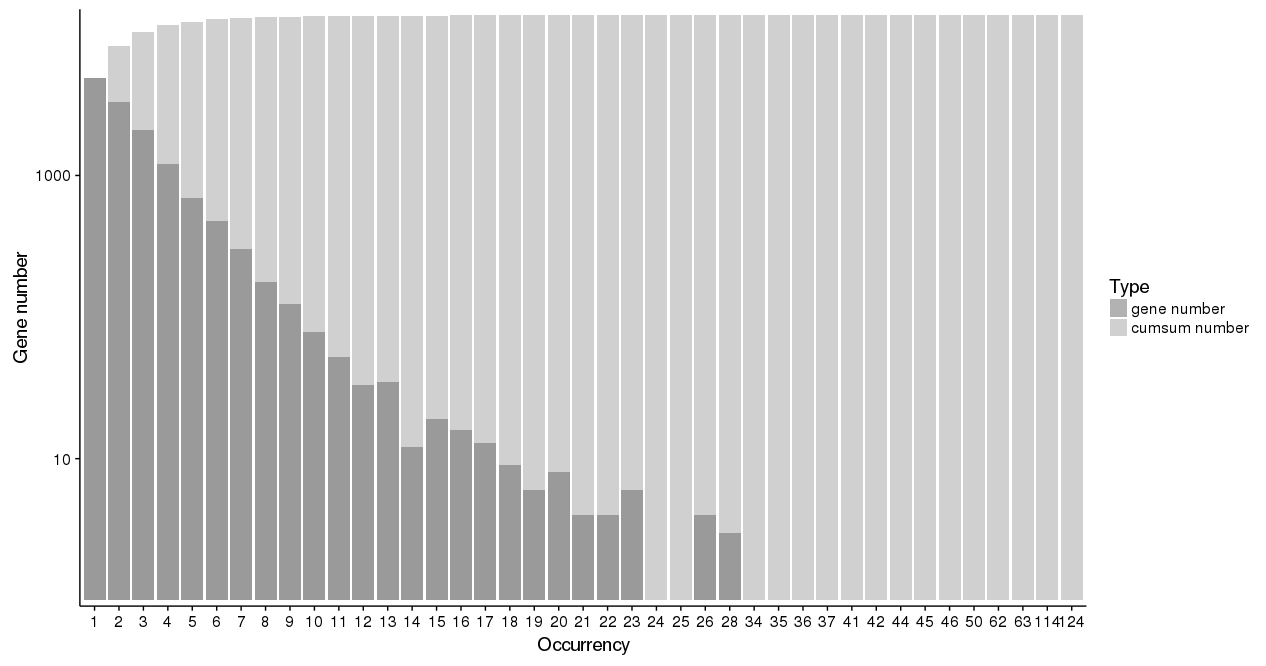 1000
10
Gene number
1 2 3 4 5 6 7 8 9 10 11 12 13 14 15 16 17 18 19 20 21 22 23 24 25 26 28 34 35 36 37 41 42 44 45 46 50 62 63 114 124
Occurrency
Type
gene number
cumsum number